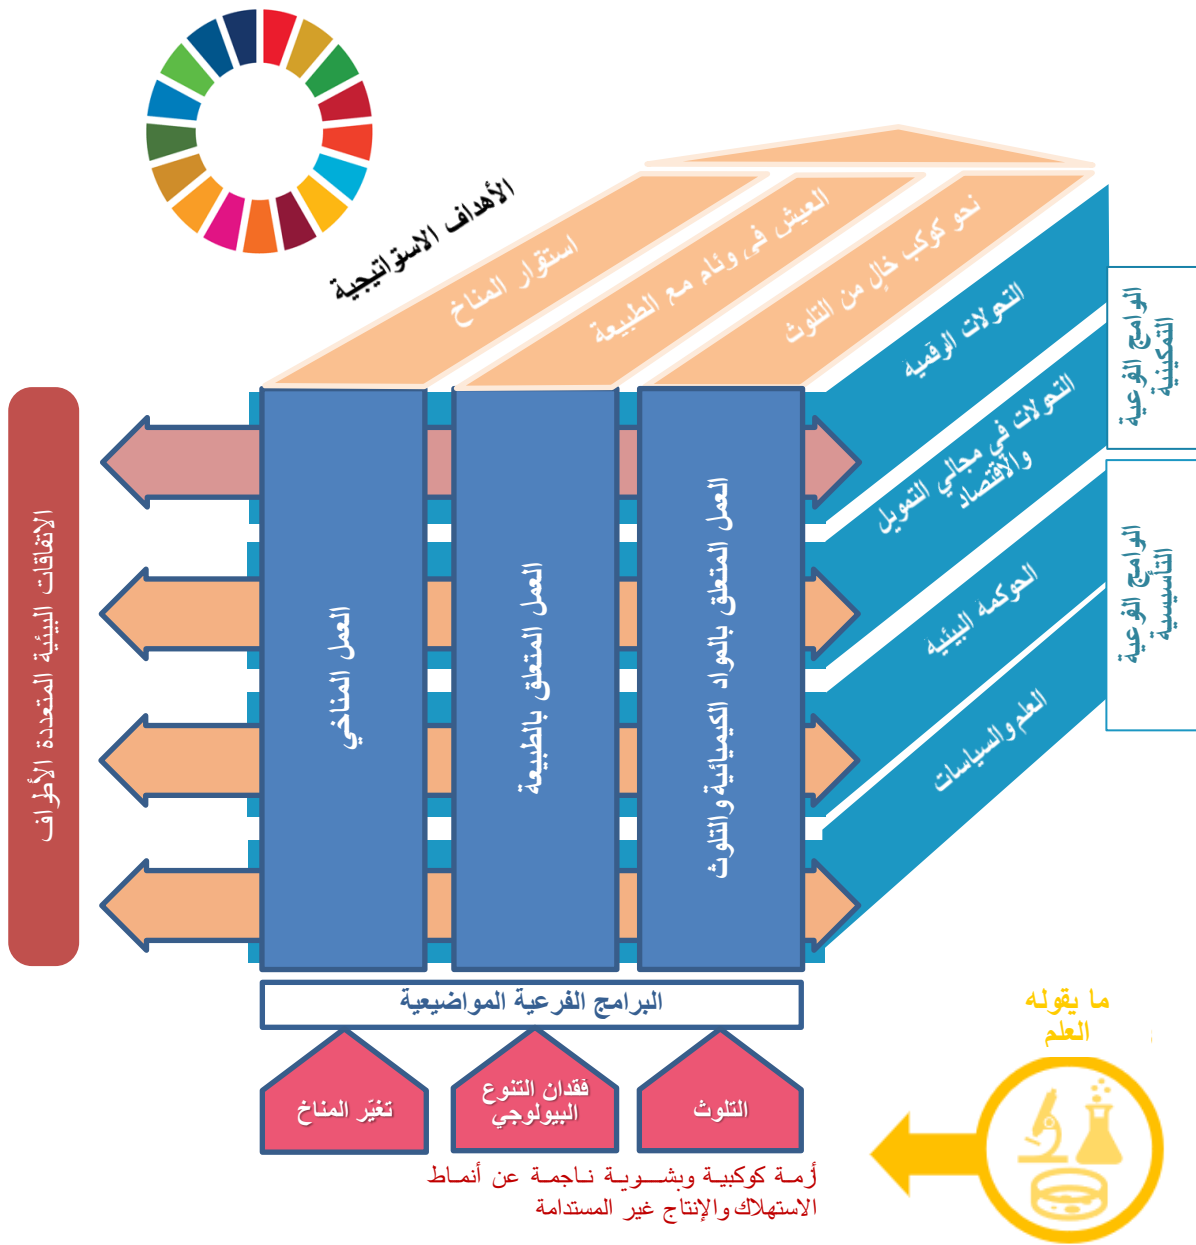 الأهداف الاستراتيجية
استقرار المناخ
العيش في وئام مع الطبيعة
نحو كوكب خالٍ من التلوث
التحولات الرقمية
التحولات في مجالي التمويل
والاقتصاد
الحوكمة البيئية
العلم والسياسات
البرامج الفرعية
التمكينية
البرامج الفرعية
التأسيسية
الاتفاقات البيئية المتعددة الأطراف
العمل المناخي
العمل المتعلق بالطبيعة
العمل المتعلق بالمواد الكيميائية والتلوث
البرامج الفرعية المواضيعية
تغيّر المناخ
فقدان التنوع
البيولوجي
التلوث
أزمة كوكبية وبشرية ناجمة عن أنماط
الاستهلاك والإنتاج غير المستدامة
ما يقوله
العلم